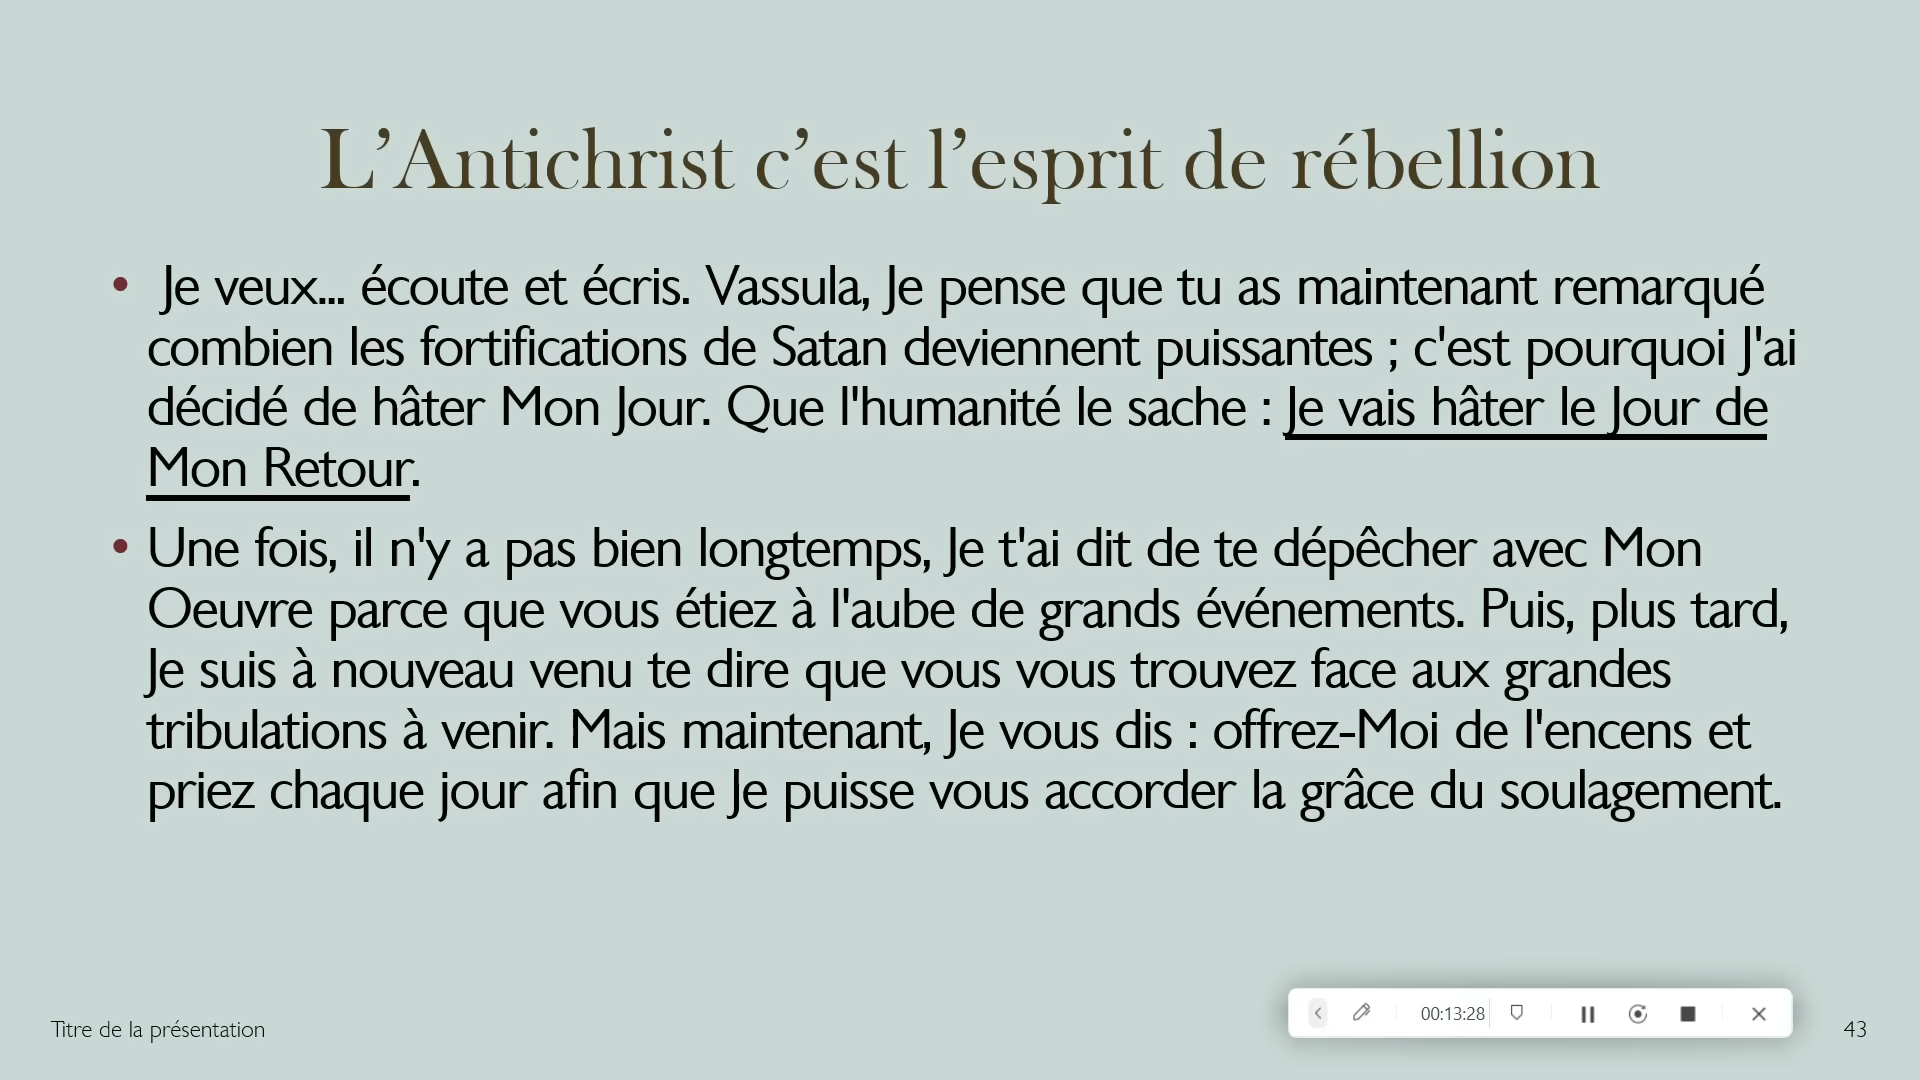 L’Antichrist c’est l’esprit de rébellion
• Je veux... écoute et écris. Vassula, Je pense que tu as maintenant remarqué
combien les fortifications de Satan deviennent puissantes ; c'est pourquoi J'ai
décidé de hâter Mon Jour. Que l'humanité le sache : Je vais hâter le Jour de
Mon Retour.
• Une fois, il n'y a pas bien longtemps, Je t'ai dit de te dépêcher avec Mon
Oeuvre parce que vous étiez à l'aube de grands événements. Puis, plus tard,
Je suis à nouveau venu te dire que vous vous trouvez face aux grandes
tribulations à venir. Mais maintenant, Je vous dis : offrez-Moi de l'encens et
priez chaque jour afin que Je puisse vous accorder la grâce du soulagement.
00:13:28
Titre de la présentation
43